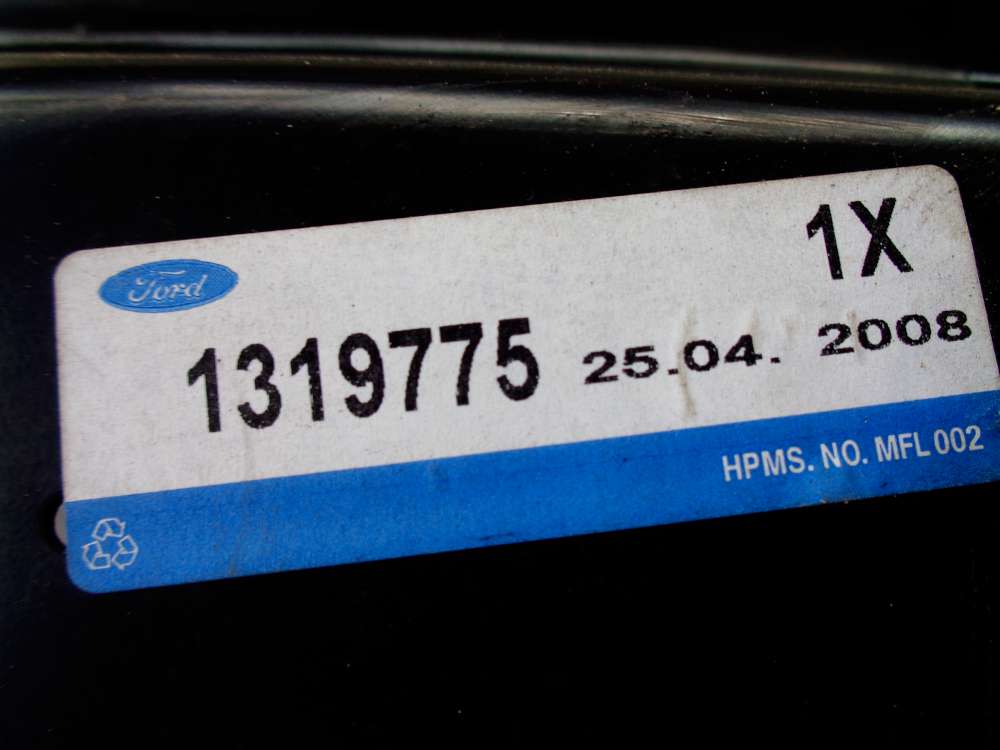 Ford
1X
1319775 25.04. 2008
HPMS. NO. MFL 002